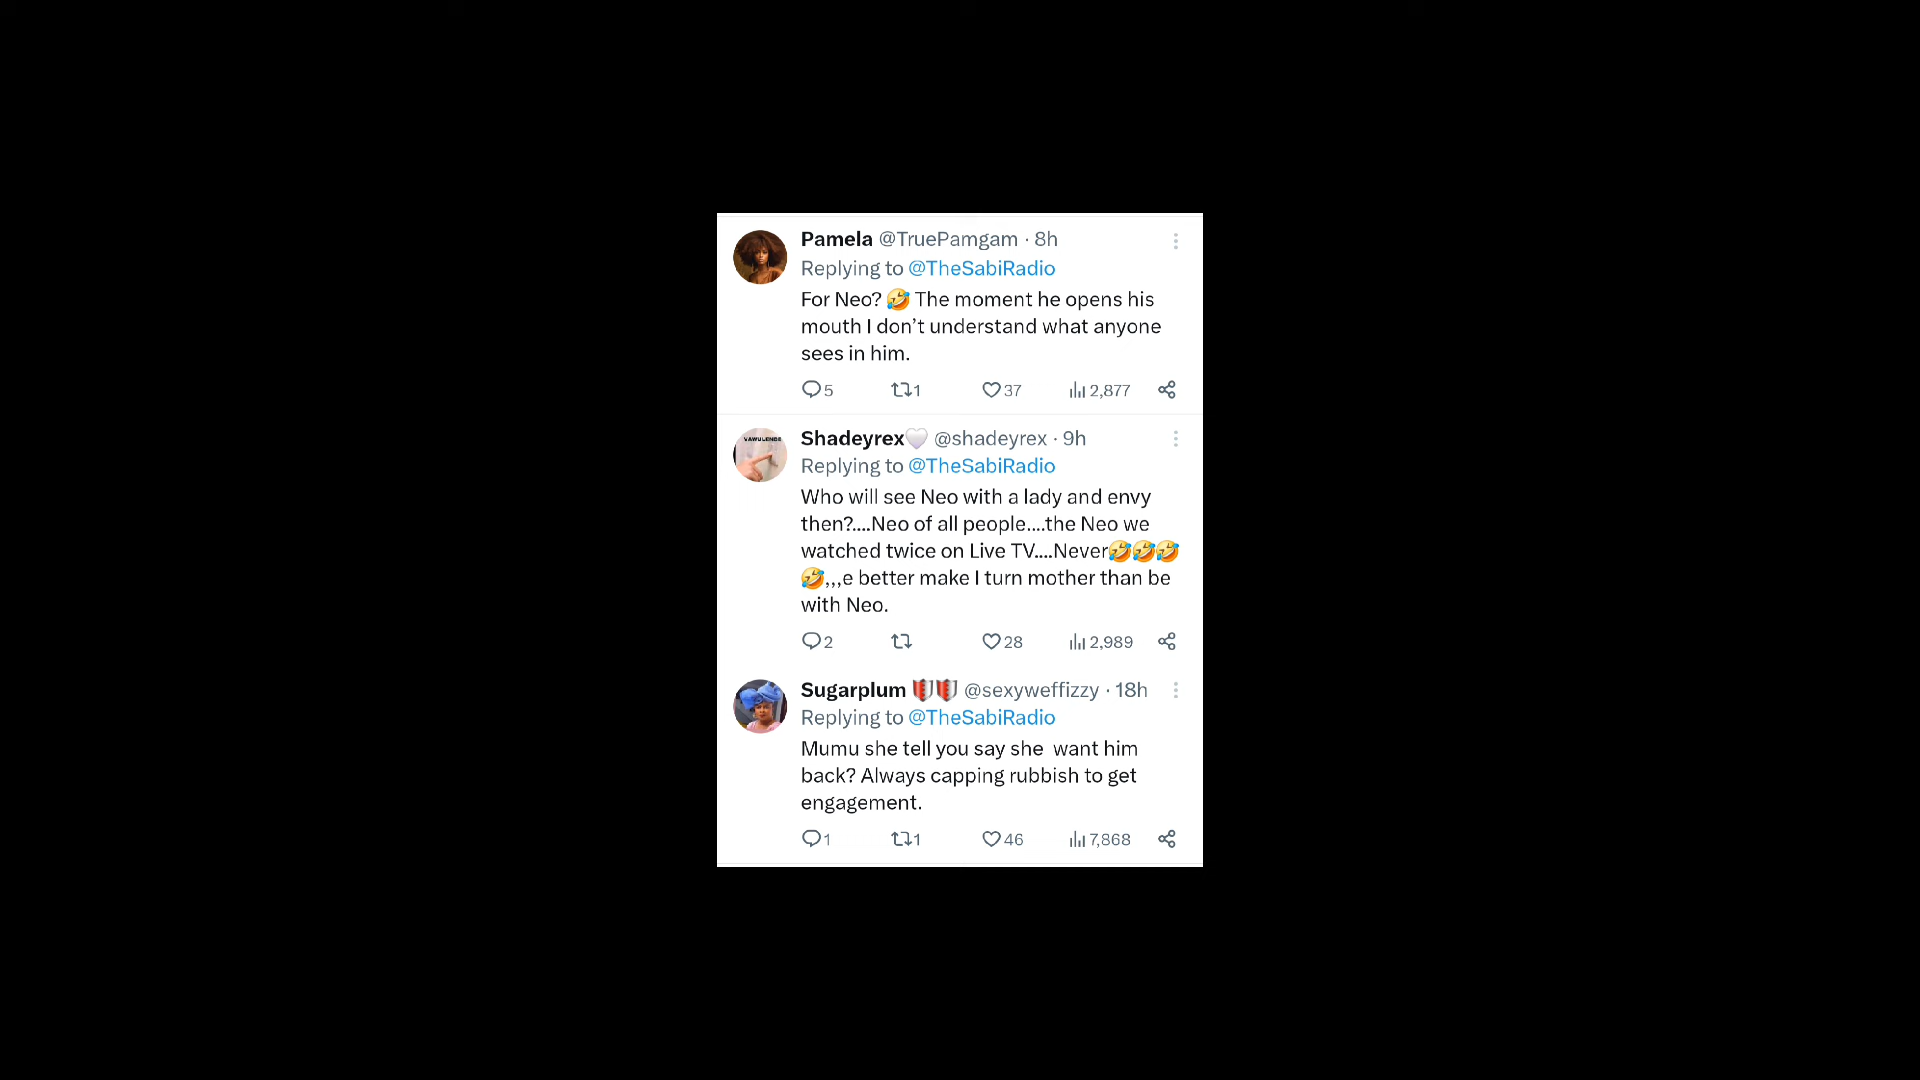 Pamela @TruePamgam · 8h
Replying to @TheSabiRadio
For Neo? 🤣 The moment he opens his
mouth I don't understand what anyone
sees in him.
5 1 37 2,877
VAWULENCE
Shadeyrex🤍 @shadeyrex · 9h
Replying to @TheSabiRadio
Who will see Neo with a lady and envy
then?....Neo of all people....the Neo we
watched twice on Live TV....Never🤣🤣🤣
🤣,,,e better make I turn mother than be
with Neo.
2 28 2,989
Sugarplum @sexyweffizzy · 18h
Replying to @TheSabiRadio
Mumu she tell you say she  want him
back? Always capping rubbish to get
engagement.
1 1 46 7,868